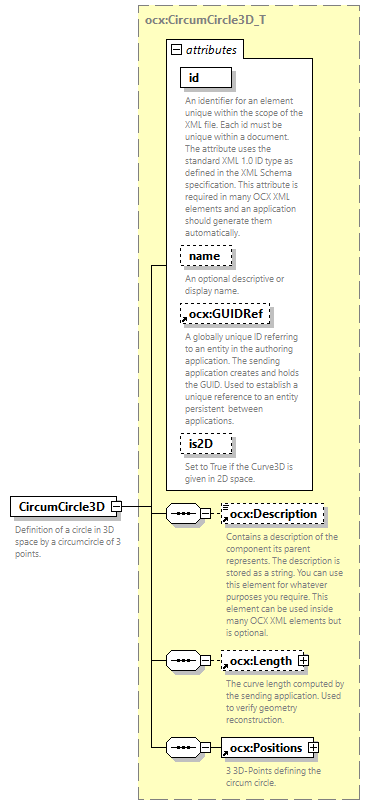 ocx:CircumCircle3D_T
attributes
id
An identifier for an element
unique within the scope of the
XML file. Each id must be
unique within a document.
The attribute uses the
standard XML 1.0 ID type as
defined in the XML Schema
specification. This attribute is
required in many OCX XML
elements and an application
should generate them
automatically.
name
An optional descriptive or
display name.
ocx:GUIDRef
A globally unique ID referring
to an entity in the authoring
application. The sending
application creates and holds
the GUID. Used to establish a
unique reference to an entity
persistent between
applications.
is2D
Set to True if the Curve3D is
given in 2D space.
CircumCircle3D
Definition of a circle in 3D
space by a circumcircle of 3
points.
ocx:Description
Contains a description of the
component its parent
represents. The description is
stored as a string. You can use
this element for whatever
purposes you require. This
element can be used inside
many OCX XML elements but
is optional.
ocx:Length
The curve length computed by
the sending application. Used
to verify geometry
reconstruction.
ocx:Positions
3 3D-Points defining the
circum circle.